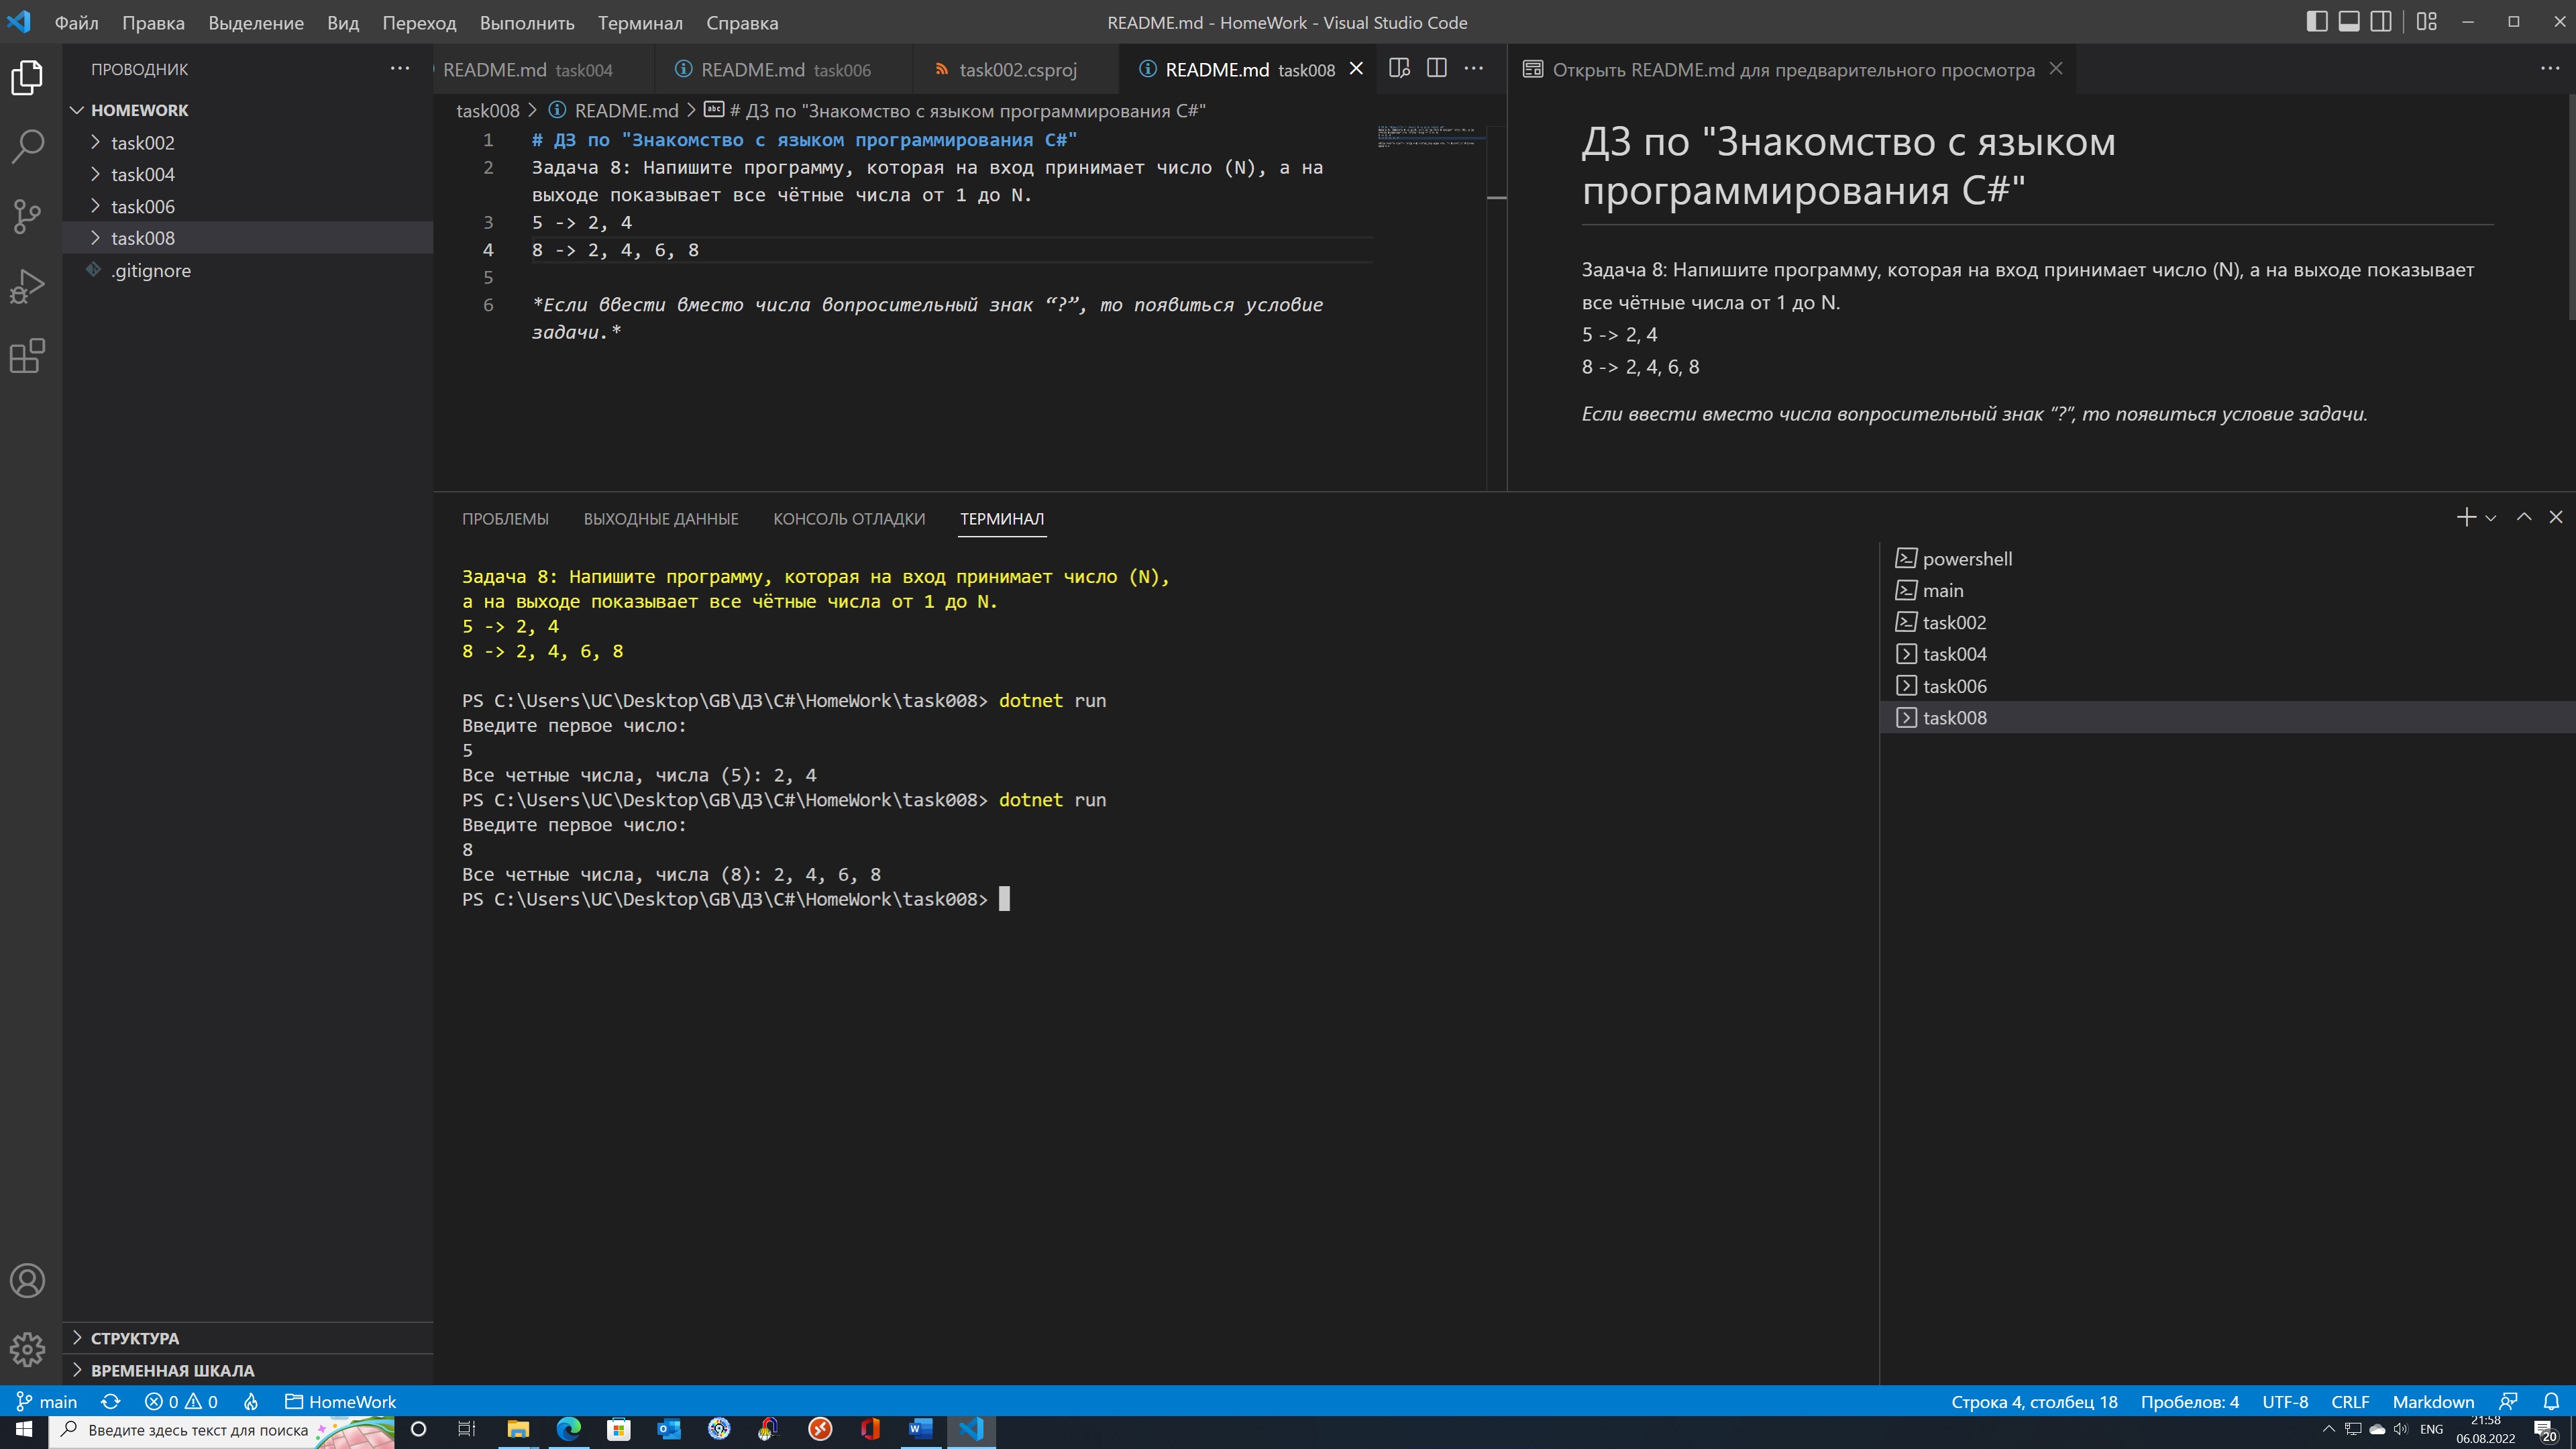 Файл Правка Выделение Вид Переход Выполнить Терминал Справка
README.md - HomeWork - Visual Studio Code
ПРОВОДНИК
HOMEWORK
task002
task004
task006
task008
.gitignore
СТРУКТУРА
ВРЕМЕННАЯ ШКАЛА
README.md task004
README.md task006
task002.csproj
README.md task008
task008 > README.md > # ДЗ по "Знакомство с языком программирования C#"
1 # ДЗ по "Знакомство с языком программирования C#"
2 Задача 8: Напишите программу, которая на вход принимает число (N), а на
выходе показывает все чётные числа от 1 до N.
3 5 -> 2, 4
4 8 -> 2, 4, 6, 8
5
6 *Если ввести вместо числа вопросительный знак “?”, то появиться условие
задачи.*
Открыть README.md для предварительного просмотра
ДЗ по "Знакомство с языком
программирования C#"
Задача 8: Напишите программу, которая на вход принимает число (N), а на выходе показывает
все чётные числа от 1 до N.
5 -> 2, 4
8 -> 2, 4, 6, 8
Если ввести вместо числа вопросительный знак “?”, то появиться условие задачи.
ПРОБЛЕМЫ ВЫХОДНЫЕ ДАННЫЕ КОНСОЛЬ ОТЛАДКИ ТЕРМИНАЛ
Задача 8: Напишите программу, которая на вход принимает число (N),
а на выходе показывает все чётные числа от 1 до N.
5 -> 2, 4
8 -> 2, 4, 6, 8
PS C:\Users\UC\Desktop\GB\ДЗ\C#\HomeWork\task008> dotnet run
Введите первое число:
5
Все четные числа, числа (5): 2, 4
PS C:\Users\UC\Desktop\GB\ДЗ\C#\HomeWork\task008> dotnet run
Введите первое число:
8
Все четные числа, числа (8): 2, 4, 6, 8
PS C:\Users\UC\Desktop\GB\ДЗ\C#\HomeWork\task008>
powershell
main
task002
task004
task006
task008
main 0 0 HomeWork
Строка 4, столбец 18 Пробелов: 4 UTF-8 CRLF Markdown
Введите здесь текст для поиска
ENG
21:58
06.08.2022
20